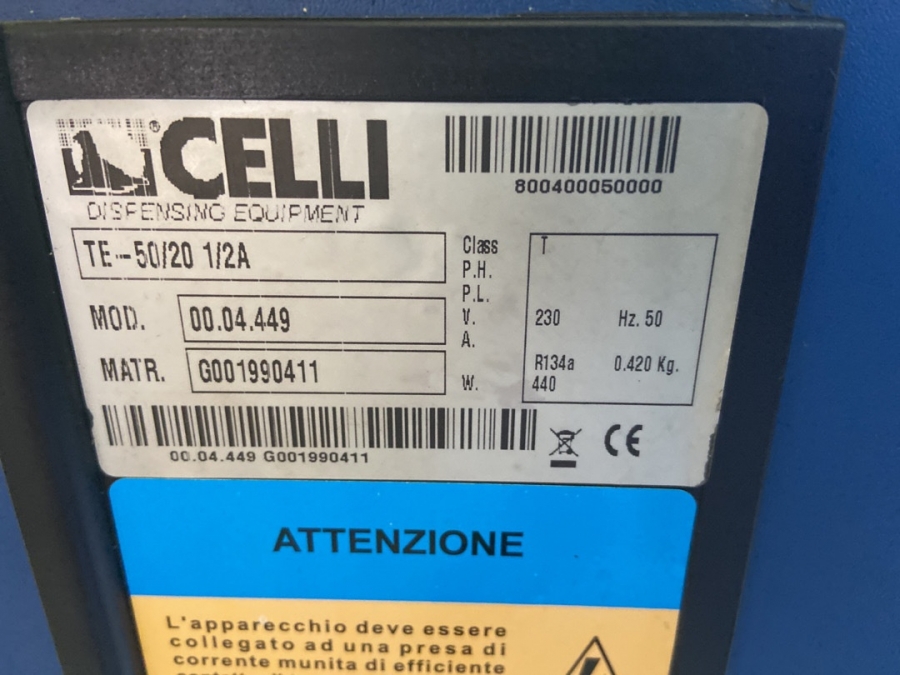 CELLI
®
DISPENSING EQUIPMENT
800400050000
TE-50/20 1/2A
MOD. 00.04.449
MATR. G001990411
Class T
P.H.
P.L.
V. 230 Hz. 50
A.
R134a 0.420 Kg.
W. 440
00.04.449 G001990411
CE
ATTENZIONE
L'apparecchio deve essere
collegato ad una presa di
corrente munita di efficiente